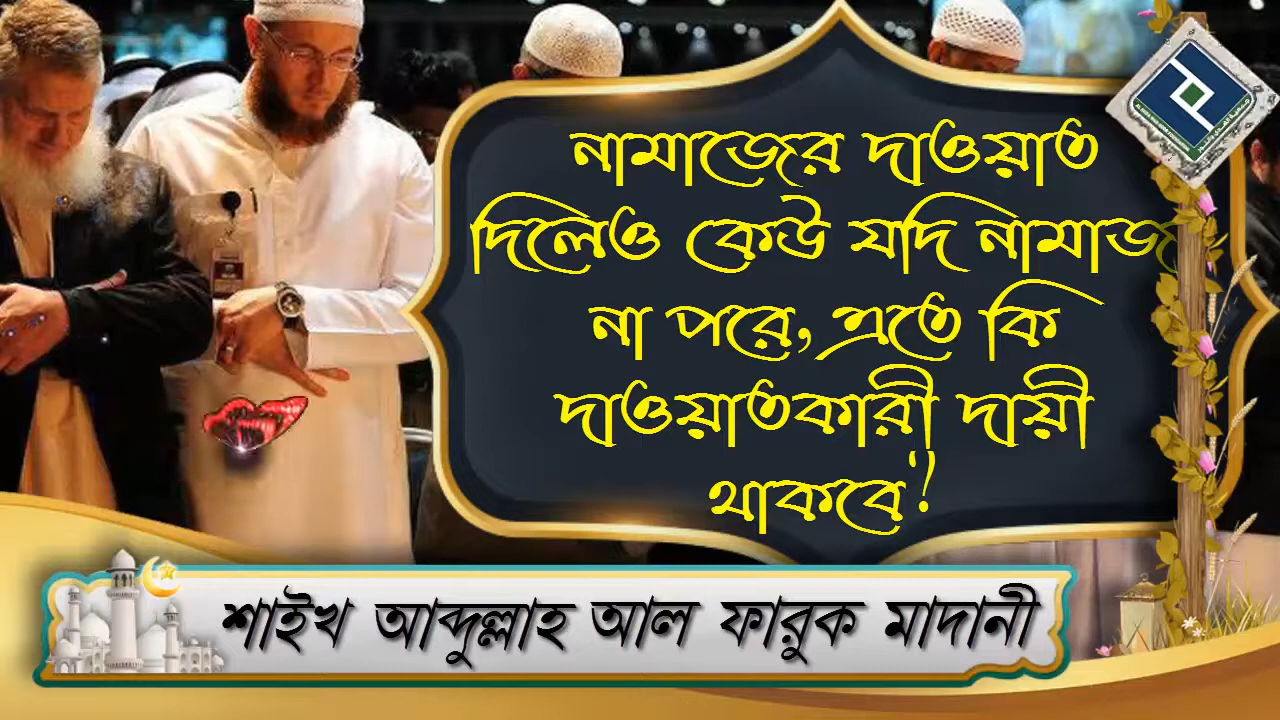 নামাজের দাওয়াত
দিলেও কেউ যদি নামাজ
না পরে, এতে কি
দাওয়াতকারী দায়ী
থাকবে?
শাইখ আব্দুল্লাহ আল ফারুক মাদানী